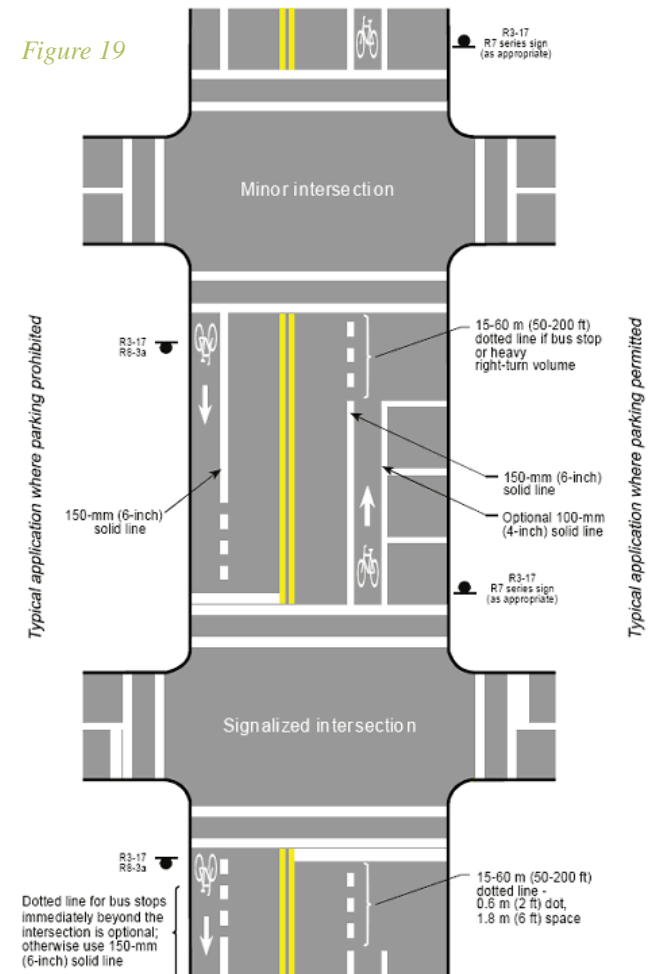 Figure 19
R3-17
R7 series sign
(as appropriate)
Minor intersection
Typical application where parking prohibited
R3-17
R8-3a
15-60 m (50-200 ft)
dotted line if bus stop
or heavy
right-turn volume
Typical application where parking permitted
150-mm (6-inch)
solid line
150-mm (6-inch)
solid line
Optional 100-mm
(4-inch) solid line
R3-17
R7 series sign
(as appropriate)
Signalized intersection
R3-17
R8-3a
15-60 m (50-200 ft)
dotted line -
0.6 m (2 ft) dot,
1.8 m (6 ft) space
Dotted line for bus stops
immediately beyond the
intersection is optional;
otherwise use 150-mm
(6-inch) solid line